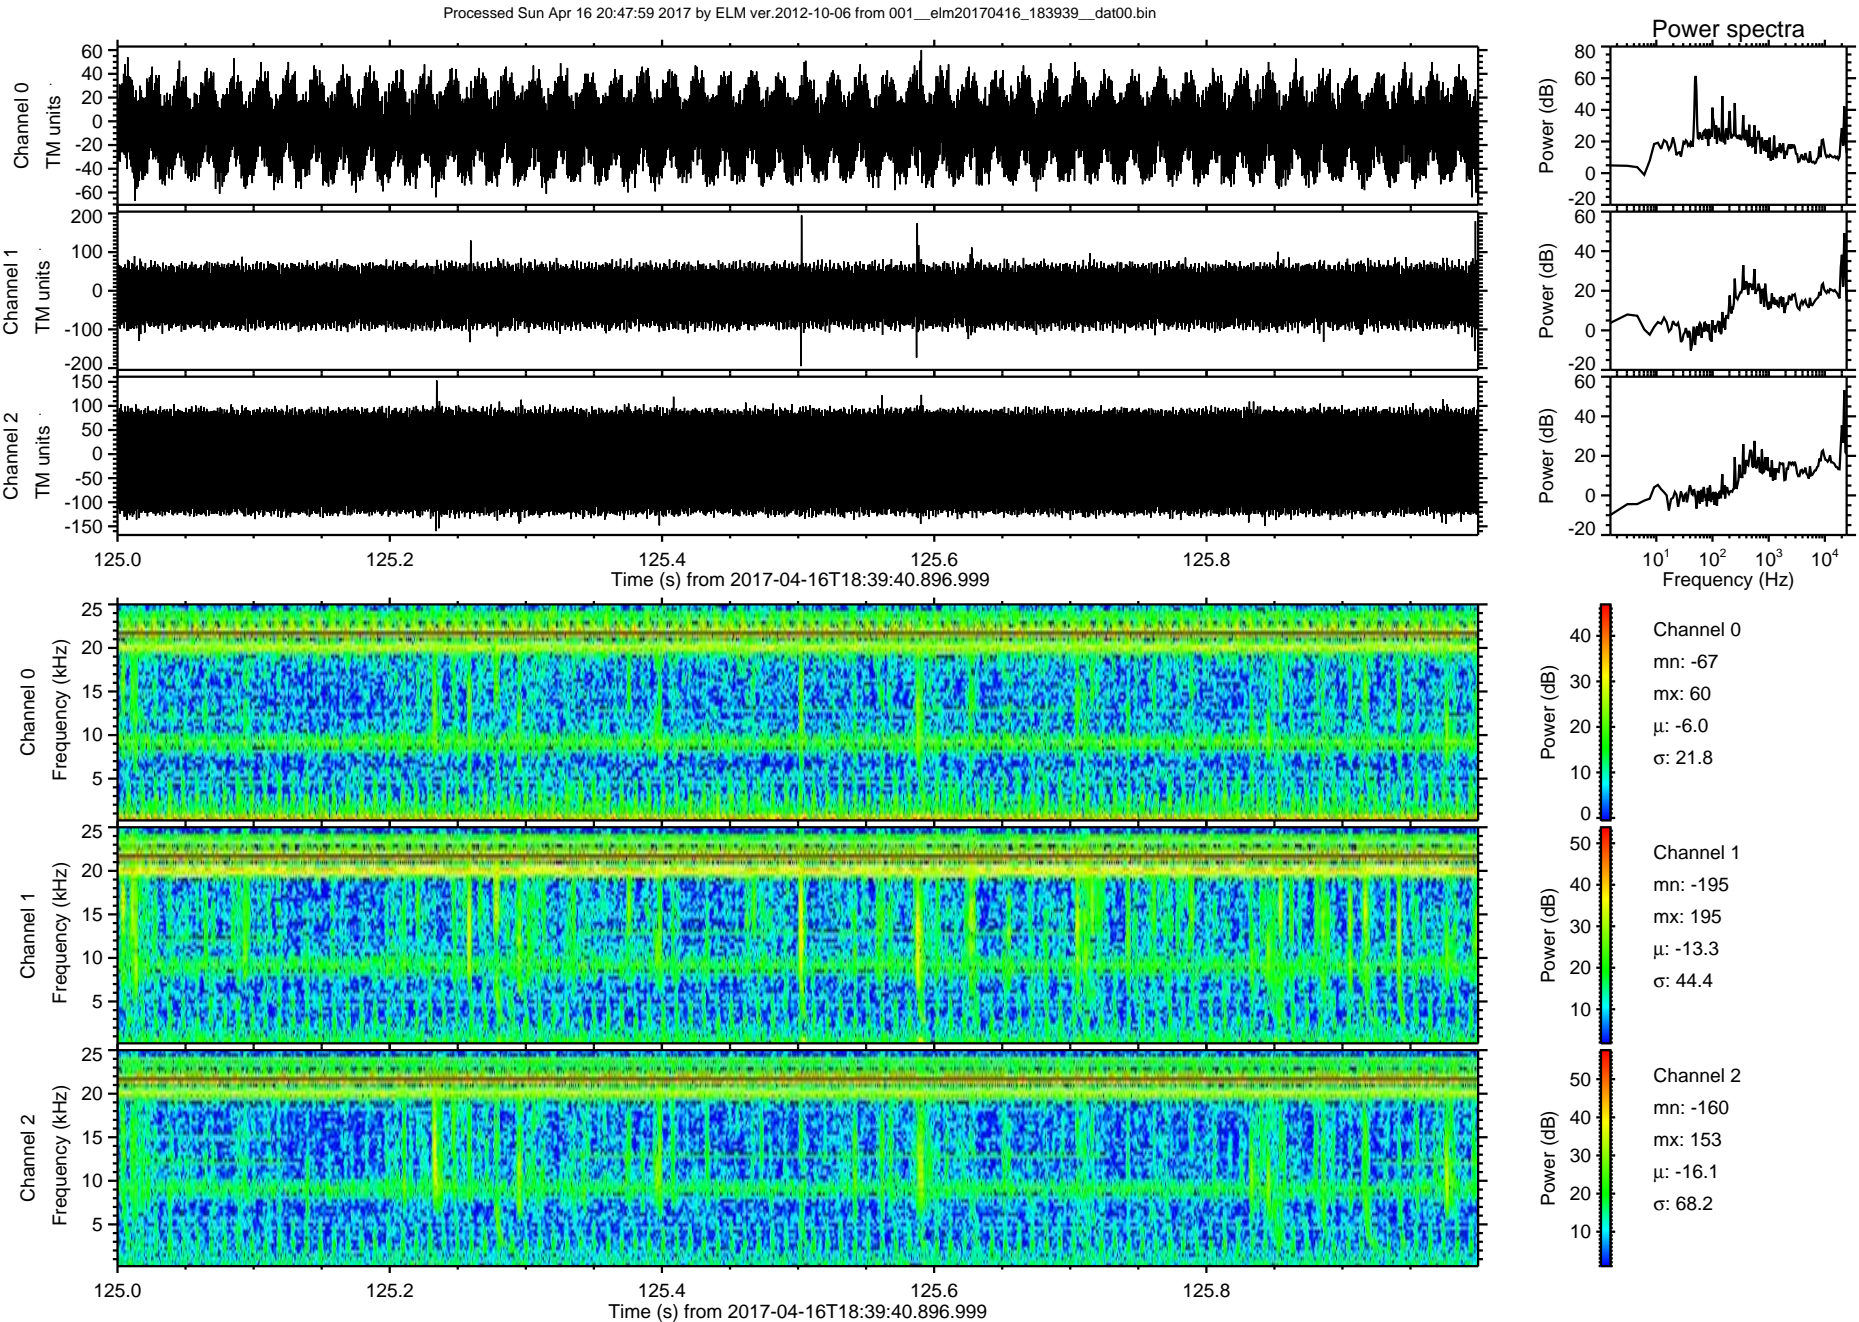 Processed Sun Apr 16 20:47:59 2017 by ELM ver.2012-10-06 from 001__elm20170416_183939__dat00.bin
Power spectra
Channel 0
TM units
60
40
20
0
-20
-40
-60
Power (dB)
80
60
40
20
0
-20
Channel 1
TM units
200
100
0
-100
-200
Power (dB)
60
40
20
0
-20
Channel 2
TM units
150
100
50
0
-50
-100
-150
Power (dB)
60
40
20
0
-20
125.0 125.2 125.4 125.6 125.8
Time (s) from 2017-04-16T18:39:40.896.999
10^1 10^2 10^3 10^4
Frequency (Hz)
Channel 0
Frequency (kHz)
25
20
15
10
5
Power (dB)
40
30
20
10
0
Channel 0
mn: -67
mx: 60
μ: -6.0
σ: 21.8
Channel 1
Frequency (kHz)
25
20
15
10
5
Power (dB)
50
40
30
20
10
Channel 1
mn: -195
mx: 195
μ: -13.3
σ: 44.4
Channel 2
Frequency (kHz)
25
20
15
10
5
Power (dB)
50
40
30
20
10
Channel 2
mn: -160
mx: 153
μ: -16.1
σ: 68.2
125.0 125.2 125.4 125.6 125.8
Time (s) from 2017-04-16T18:39:40.896.999